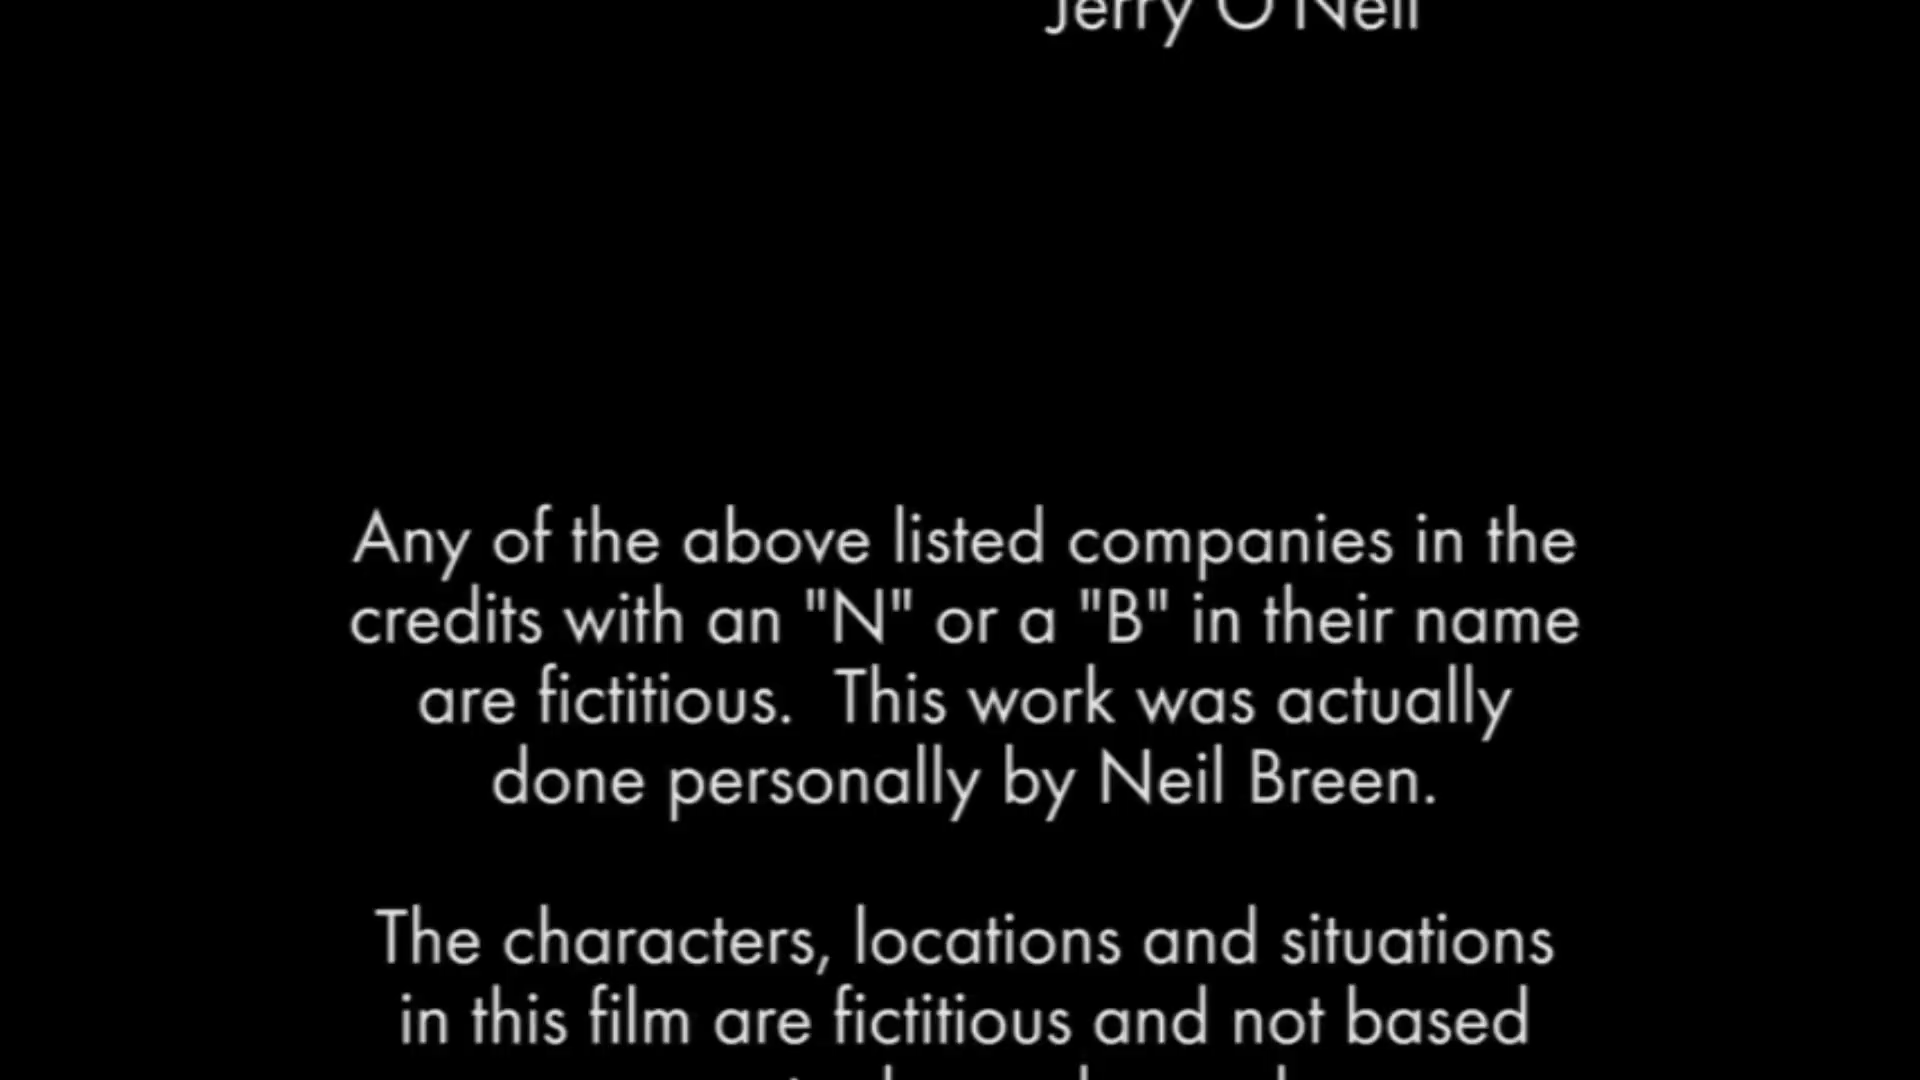 Jerry O'Neil
Any of the above listed companies in the
credits with an "N" or a "B" in their name
are fictitious.  This work was actually
done personally by Neil Breen.
The characters, locations and situations
in this film are fictitious and not based